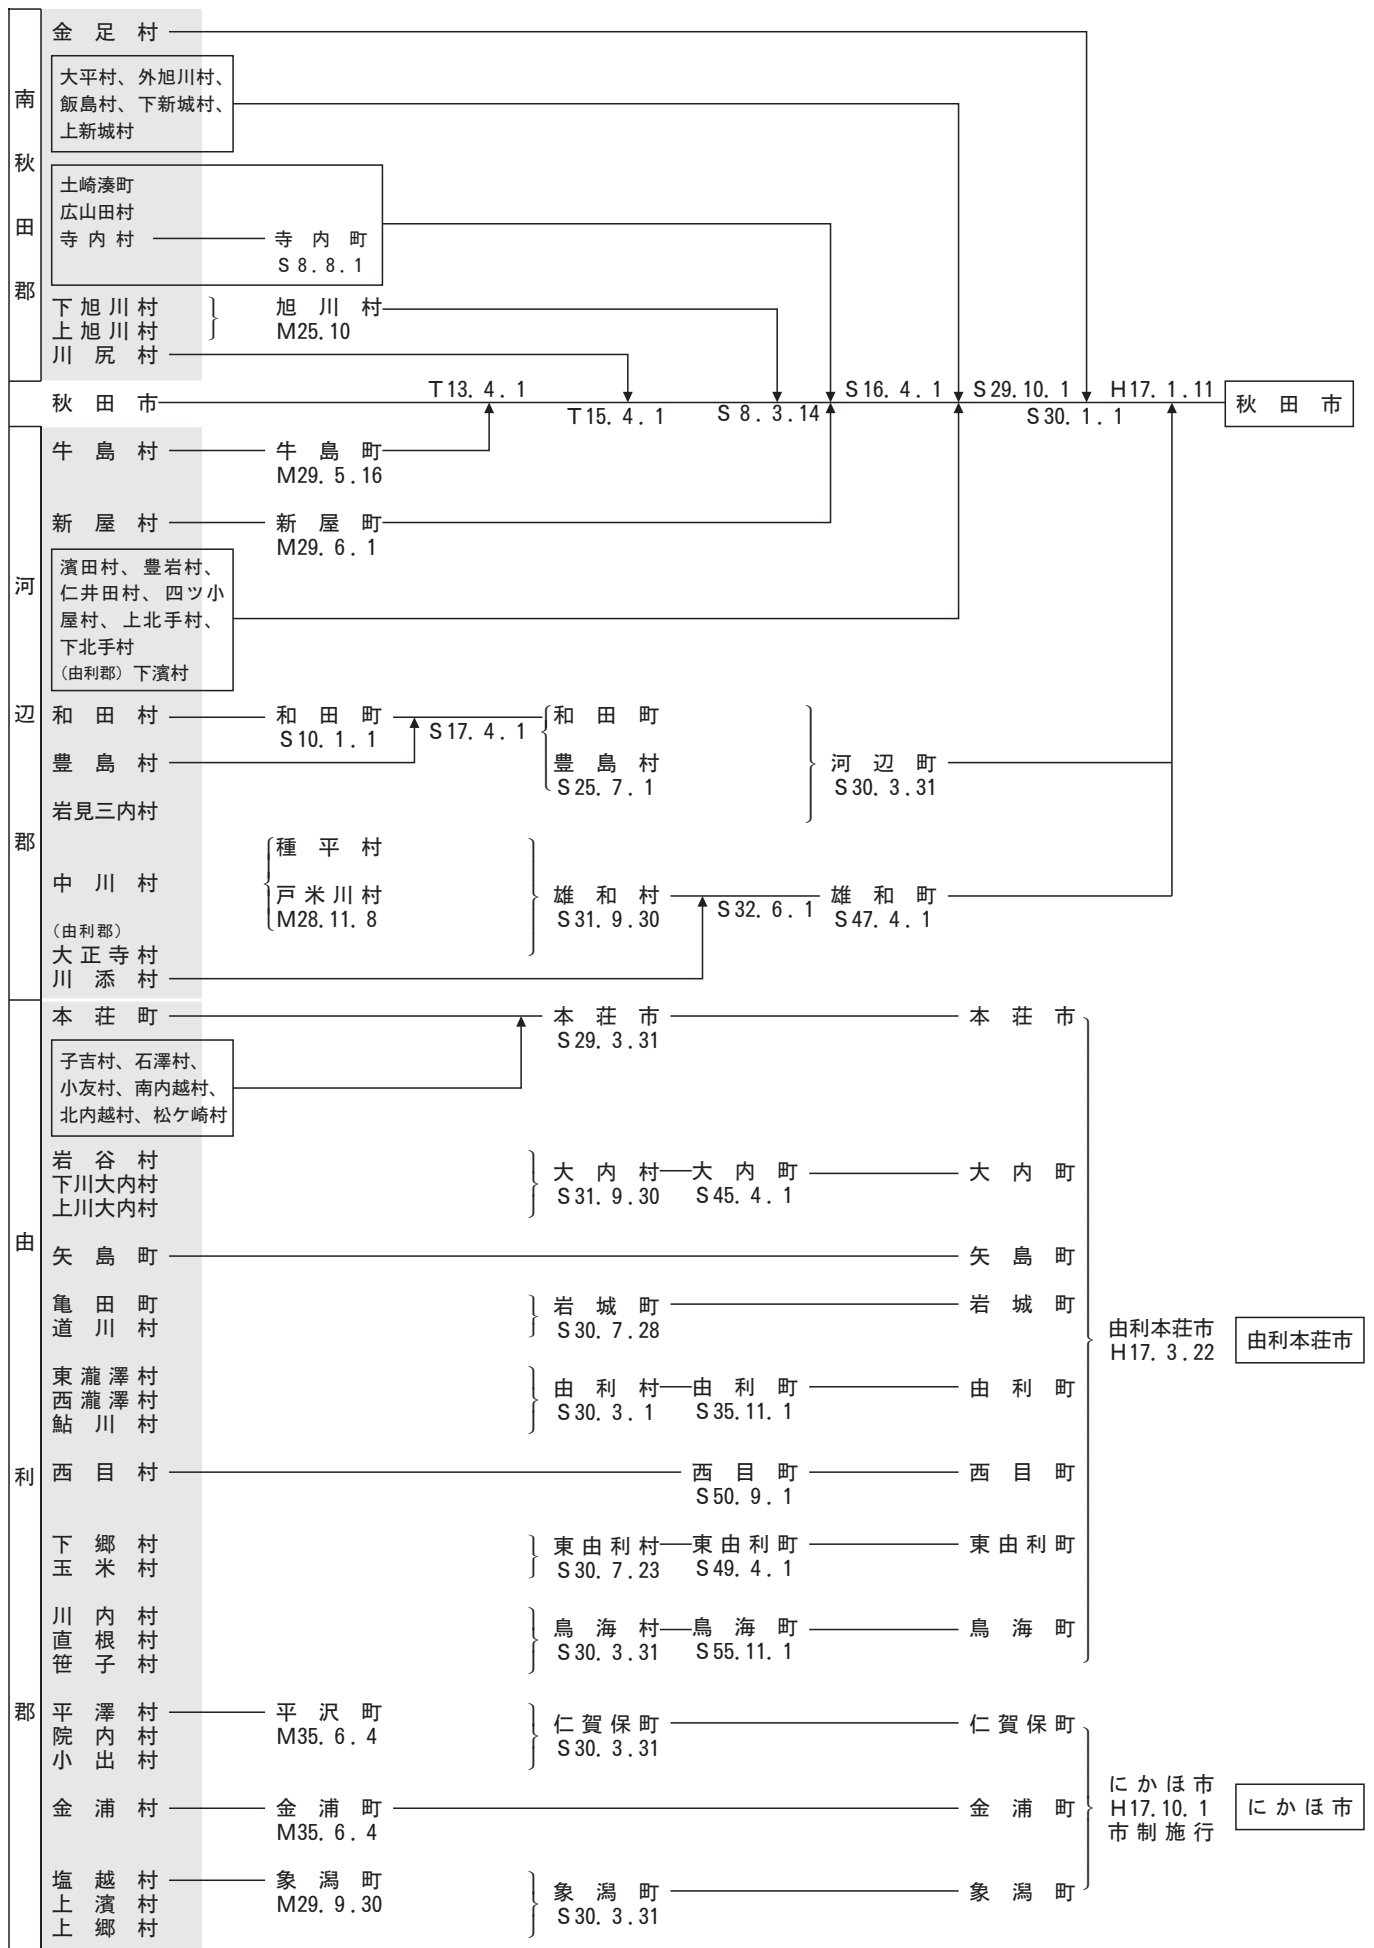 南秋田郡
金足村
大平村、外旭川村、
飯島村、下新城村、
上新城村
土崎湊町
広山田村
寺内村 寺内町
S8.8.1
下旭川村 旭川村
上旭川村 M25.10
川尻村
秋田市 T13.4.1 T15.4.1 S8.3.14 S16.4.1 S29.10.1 S30.1.1 H17.1.11 秋田市
河辺郡
牛島村 牛島町
M29.5.16
新屋村 新屋町
M29.6.1
濱田村、豊岩村、
仁井田村、四ツ小
屋村、上北手村、
下北手村
(由利郡)下濱村
和田村 和田町 S17.4.1 和田町
S10.1.1
豊島村 豊島村 河辺町
S25.7.1 S30.3.31
岩見三内村
種平村
中川村 戸米川村 雄和村 S32.6.1 雄和町
M28.11.8 S31.9.30 S47.4.1
(由利郡)
大正寺村
川添村
由利郡
本荘町 本荘市 本荘市
S29.3.31
子吉村、石澤村、
小友村、南内越村、
北内越村、松ケ崎村
岩谷村 大内村 大内町 大内町
下川大内村 S31.9.30 S45.4.1
上川大内村
矢島町 矢島町
亀田町 岩城町 岩城町
道川村 S30.7.28
由利本荘市 由利本荘市
H17.3.22
東瀧澤村 由利村 由利町 由利町
西瀧澤村 S30.3.1 S35.11.1
鮎川村
西目村 西目町 西目町
S50.9.1
下郷村 東由利村 東由利町 東由利町
玉米村 S30.7.23 S49.4.1
川内村 鳥海村 鳥海町 鳥海町
直根村 S30.3.31 S55.11.1
笹子村
平澤村 平沢町 仁賀保町 仁賀保町
院内村 M35.6.4 S30.3.31
小出村
金浦村 金浦町 金浦町
M35.6.4
にかほ市 にかほ市
H17.10.1
市制施行
塩越村 象潟町 象潟町 象潟町
上濱村 M29.9.30 S30.3.31
上郷村